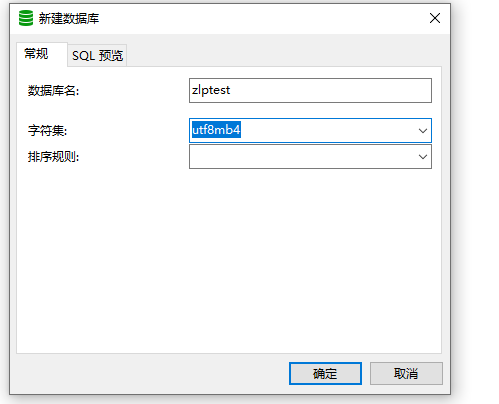 新建数据库
常规 SQL 预览
数据库名: zlptest
字符集: utf8mb4
排序规则:
确定 取消